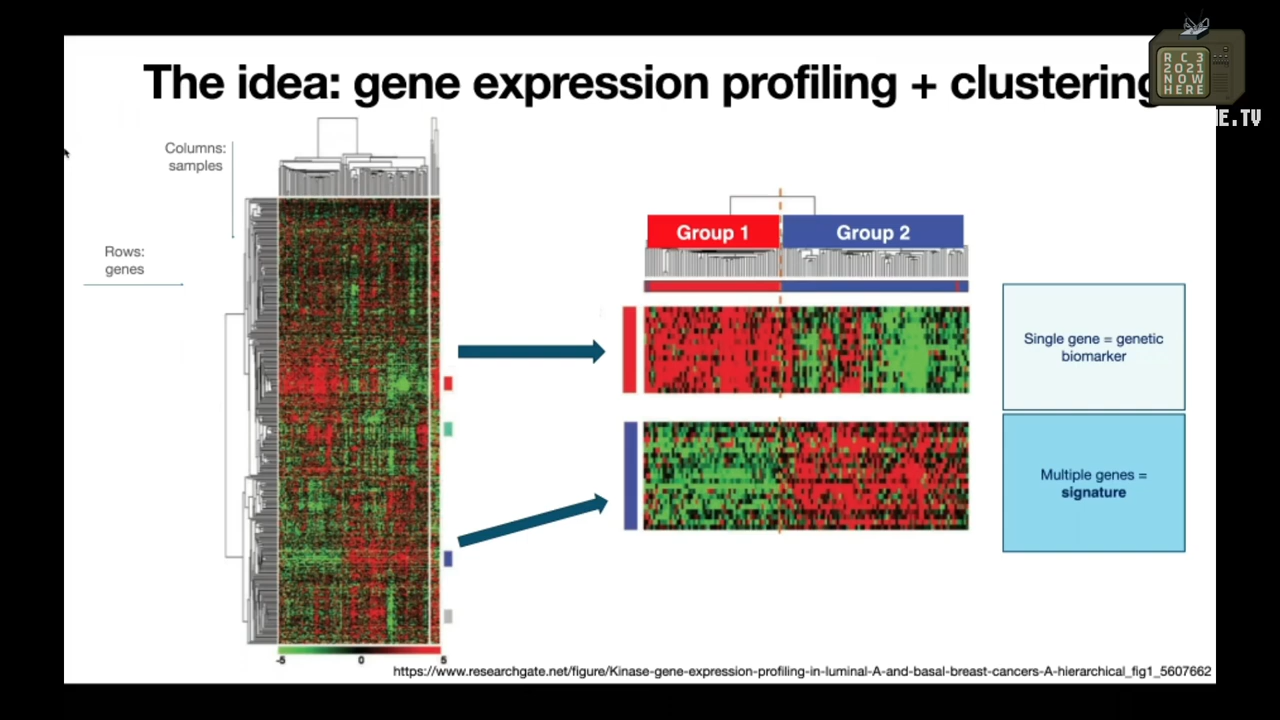 The idea: gene expression profiling + clustering
R C 3
2021
NOW
HERE
E.TV
Columns:
samples
Rows:
genes
Group 1
Group 2
Single gene = genetic
biomarker
Multiple genes =
signature
-5 0 5
https://www.researchgate.net/figure/Kinase-gene-expression-profiling-in-luminal-A-and-basal-breast-cancers-A-hierarchical_fig1_5607662